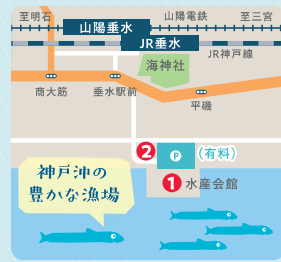 至明石
山陽電鉄
至三宮
山陽垂水
JR垂水
JR神戸線
海神社
商大筋
垂水駅前
平磯
2
P
(有料)
1
水産会館
神戸沖の
豊かな漁場